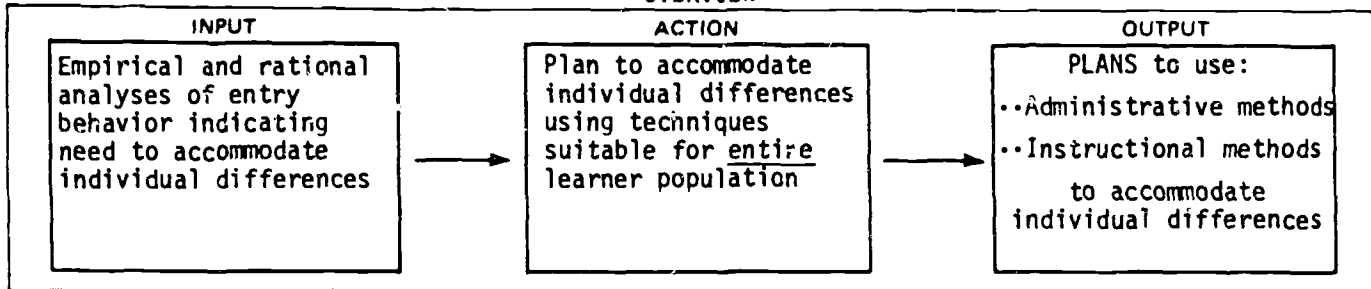 INPUT
Empirical and rational
analyses of entry
behavior indicating
need to accommodate
individual differences
ACTION
Plan to accommodate
individual differences
using techniques
suitable for entire
learner population
OUTPUT
PLANS to use:
..Administrative methods
..Instructional methods
to accommodate
individual differences